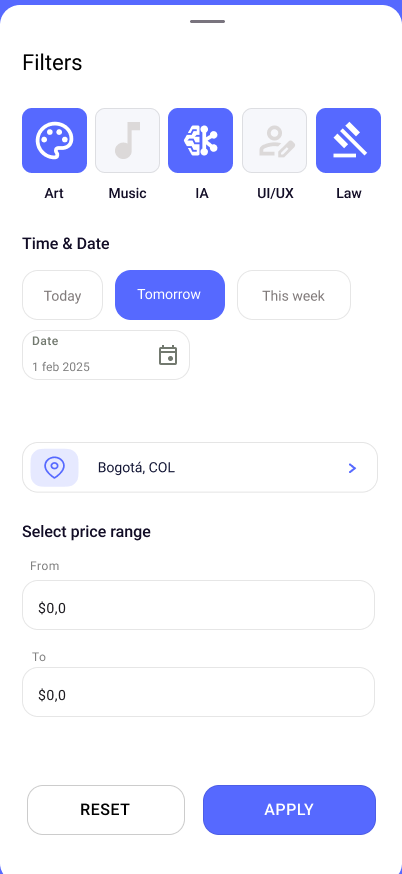 Filters
Art Music IA UI/UX Law
Time & Date
Today Tomorrow This week
Date
1 feb 2025
Bogotá, COL
Select price range
From
$0,0
To
$0,0
RESET APPLY